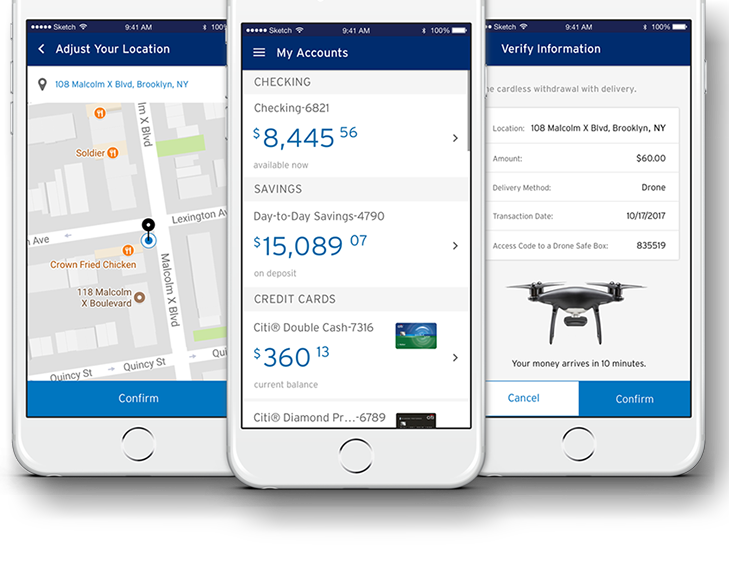 Sketch
9:41 AM
100%
Adjust Your Location
108 Malcolm X Blvd, Brooklyn, NY
lm X Blvd
Soldier
Lexington
n Ave
Crown Fried Chicken
118 Malcolm
X Boulevard
Malcolm X Blvd
Quincy St
Quincy St
Confirm
Sketch
9:41 AM
100%
My Accounts
CHECKING
Checking-6821
$8,445 56
available now
SAVINGS
Day-to-Day Savings-4790
$15,089 07
on deposit
CREDIT CARDS
Citi® Double Cash-7316
$360 13
current balance
Citi® Diamond Pr...-6789
citi
Sketch
9:41 AM
100%
Verify Information
e cardless withdrawal with delivery.
Location: 108 Malcolm X Blvd, Brooklyn, NY
Amount: $60.00
Delivery Method: Drone
Transaction Date: 10/17/2017
Access Code to a Drone Safe Box: 835519
Your money arrives in 10 minutes.
Cancel
Confirm